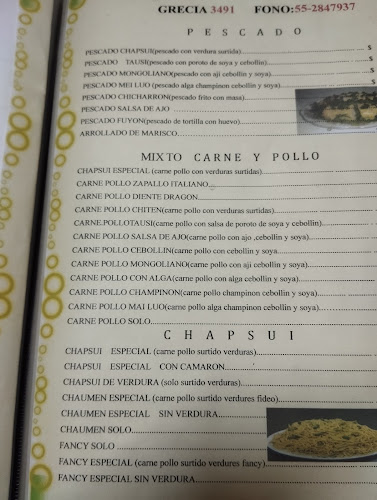 GRECIA 3491 FONO:55-2847937
PESCADO
PESCADO CHAPSUI(pescado con verdura surtida)...$
PESCADO TAUSI(pescado con poroto de soya y cebollin)...$
PESCADO MONGOLIANO(pescado con aji cebollin y soya)...$
PESCADO MEI LUO (pescado alga champinon cebollin y soya)...$
PESCADO CHICHARRON(pescado frito con masa)...
PESCADO SALSA DE AJO ...
PESCADO FUYON(pescado de tortilla con huevo)...
ARROLLADO DE MARISCO...
MIXTO CARNE Y POLLO
CHAPSUI ESPECIAL (carne pollo con verduras surtidas)...
CARNE POLLO ZAPALLO ITALIANO...
CARNE POLLO DIENTE DRAGON...
CARNE POLLO CHITEN(carne pollo con verduras surtidas)...
CARNE.POLLOTAUSI(carne pollo con salsa de poroto de soya y cebollin)...
CARNE POLLO SALSA DE AJO(carne pollo con ajo ,cebollin y soya)...
CARNE POLLO CEBOLLIN(carne pollo con cebollin y soya)...
CARNE POLLO MONGOLIANO(carne pollo con aji cebollin y soya)...
CARNE POLLO CON ALGA(carne pollo con alga cebollin y soya)...
CARNE POLLO CHAMPINON(carne pollo champinon cebollin y soya)...
CARNE POLLO MAI LUO(carne pollo alga champinon cebollin y soya)...
CARNE POLLO SOLO...
CHAPSUI
CHAPSUI ESPECIAL (carne pollo surtido verduras)...
CHAPSUI ESPECIAL CON CAMARON...
CHAPSUI DE VERDURA (solo surtido verduras)...
CHAUMEN ESPECIAL (carne pollo surtido verdures fideo)...
CHAUMEN ESPECIAL SIN VERDURA...
CHAUMEN SOLO...
FANCY SOLO ...
FANCY ESPECIAL (carne pollo surtido verdures fancy)...
FANCY ESPECIAL SIN VERDURA...